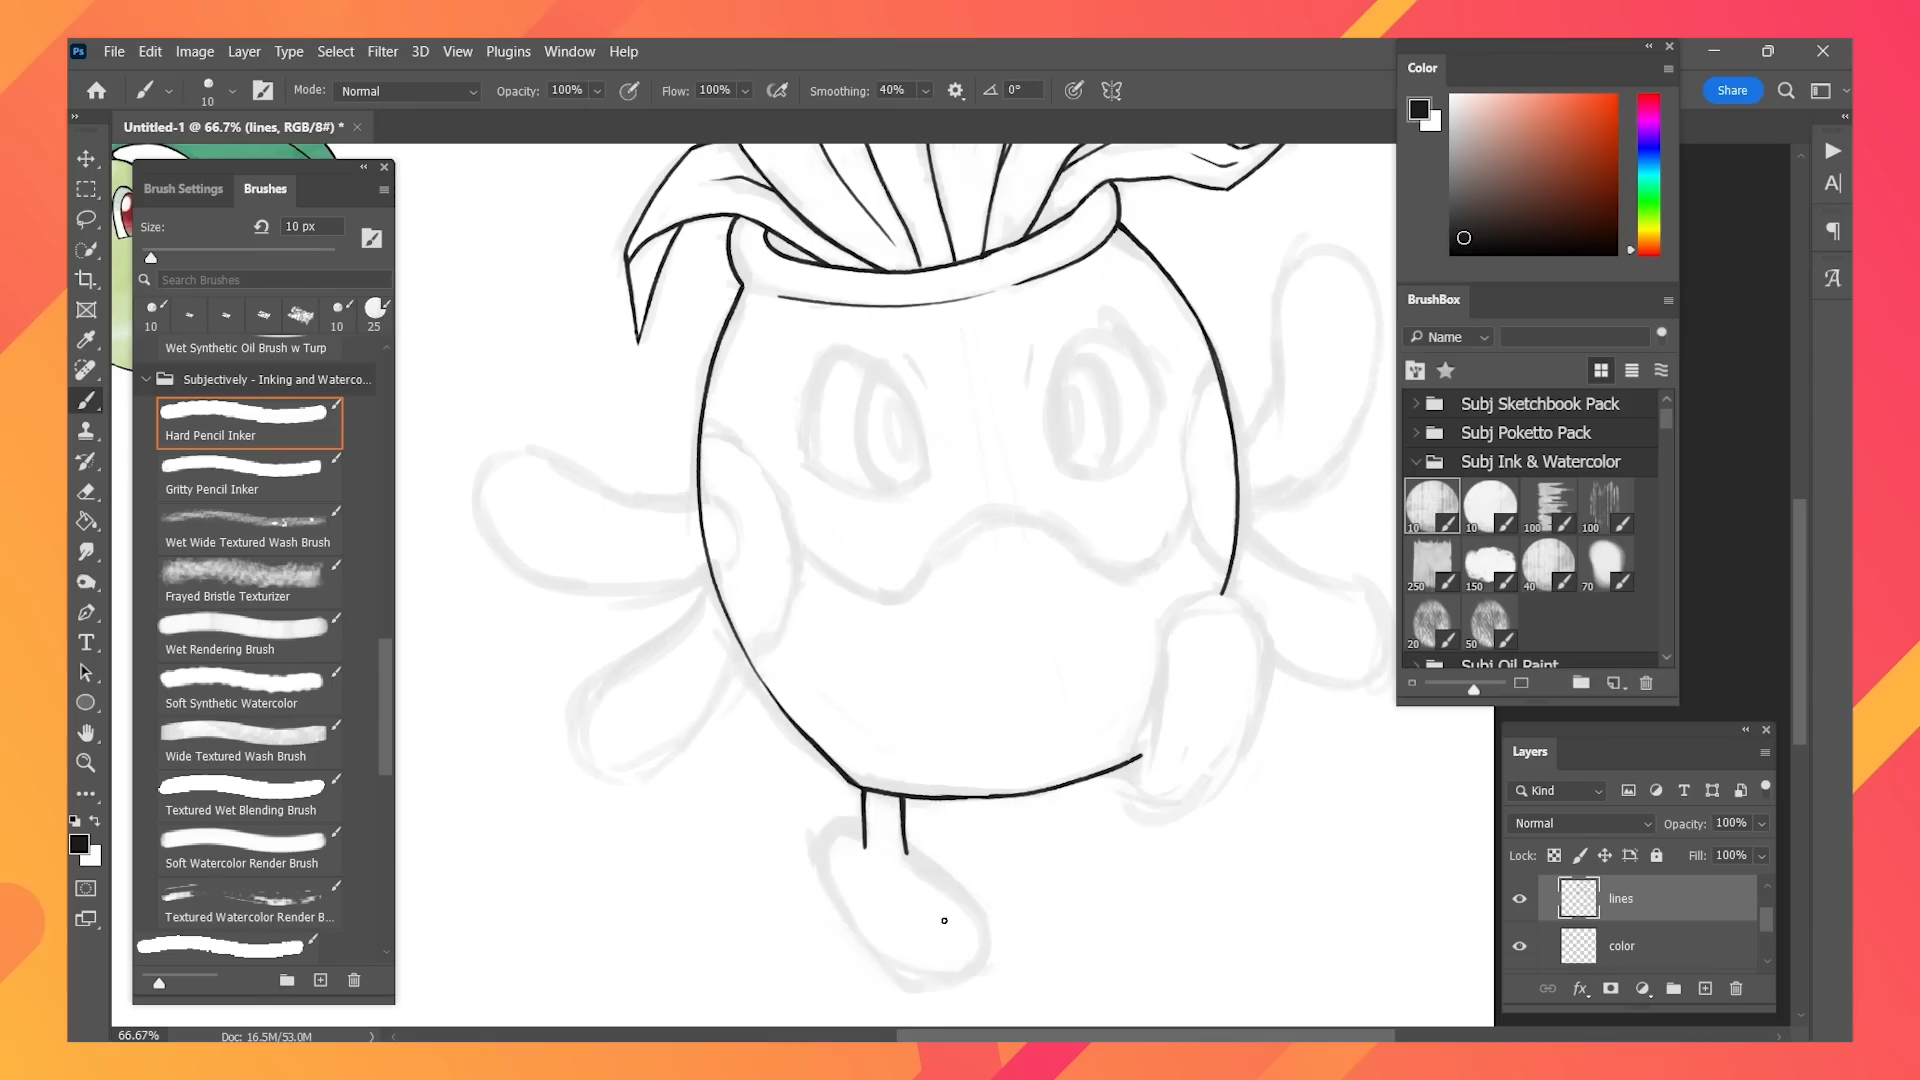 Ps File Edit Image Layer Type Select Filter 3D View Plugins Window Help
10 Mode: Normal Opacity: 100% Flow: 100% Smoothing: 40% 0° Share
Untitled-1 @ 66.7% (lines, RGB/8#) *
Brush Settings Brushes
Size: 10 px
Search Brushes
10 10 25
Wet Synthetic Oil Brush w Turp
Subjectively - Inking and Waterco...
Hard Pencil Inker
Gritty Pencil Inker
Wet Wide Textured Wash Brush
Frayed Bristle Texturizer
Wet Rendering Brush
Soft Synthetic Watercolor
Wide Textured Wash Brush
Textured Wet Blending Brush
Soft Watercolor Render Brush
Textured Watercolor Render B...
66.67% Doc: 16.5M/53.0M
Color
BrushBox
Name
Subj Sketchbook Pack
Subj Poketto Pack
Subj Ink & Watercolor
10 10 100 100
250 150 40 70
20 50
Subj Oil Paint
Layers
Kind
Normal Opacity: 100%
Lock: Fill: 100%
lines
color
fx